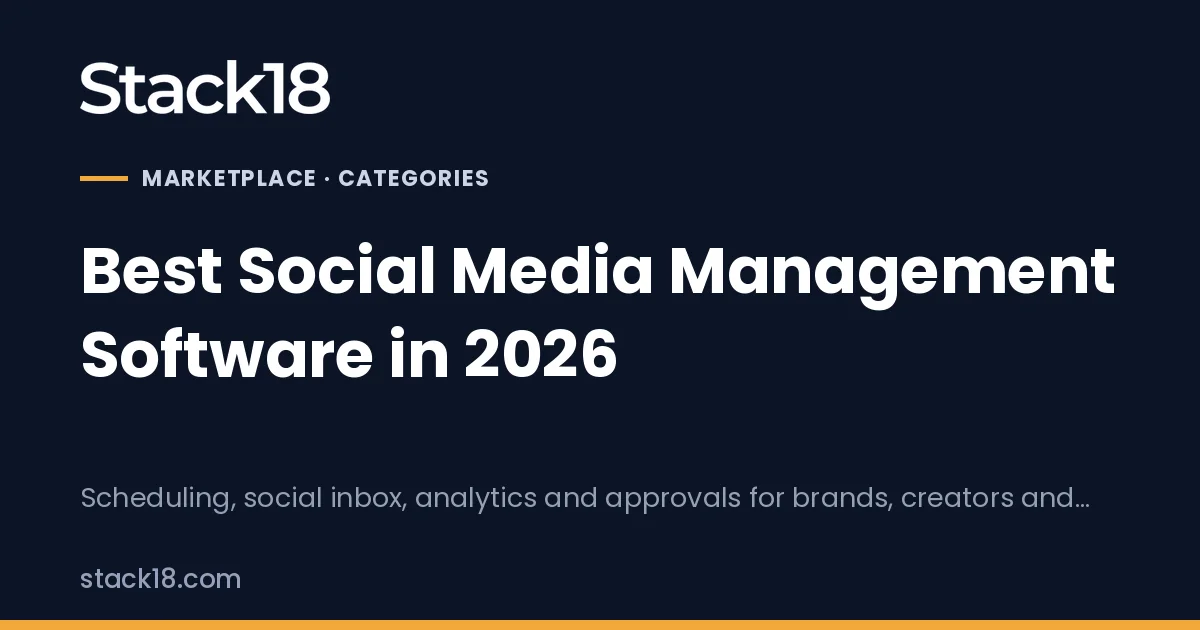 Stack18
MARKETPLACE · CATEGORIES
Best Social Media Management
Software in 2026
Scheduling, social inbox, analytics and approvals for brands, creators and...
stack18.com